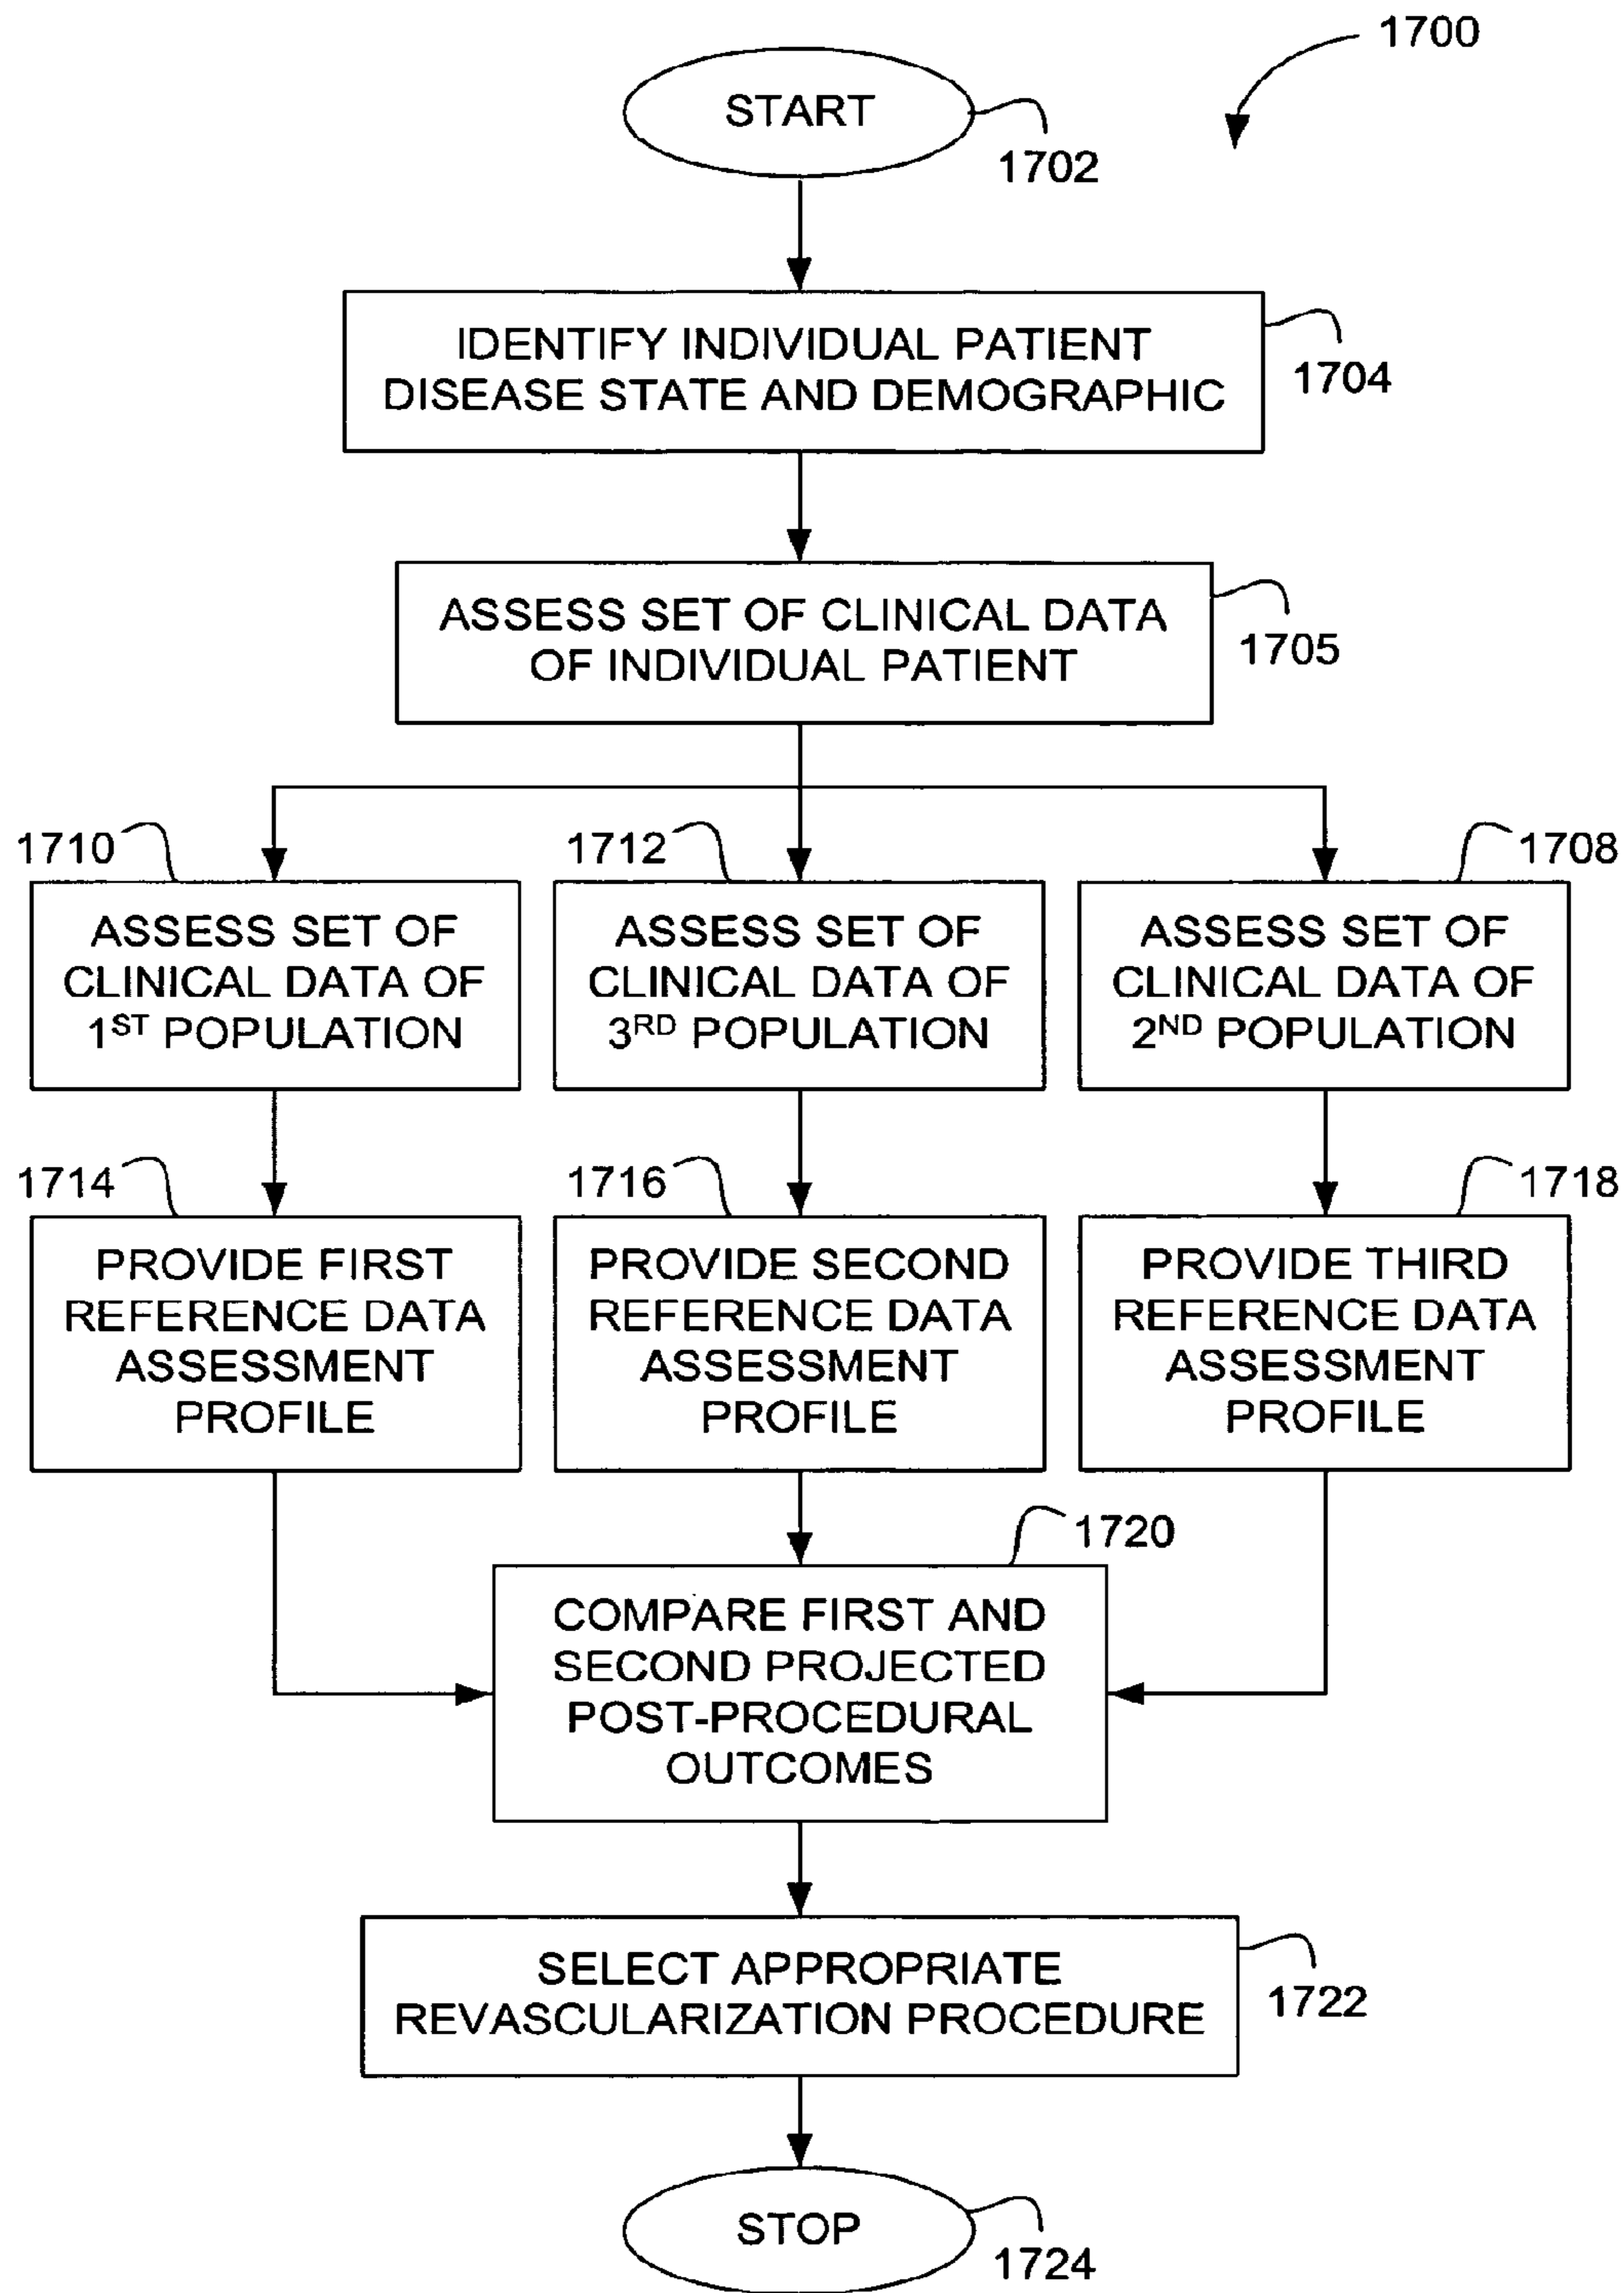 1700
START
1702
IDENTIFY INDIVIDUAL PATIENT
DISEASE STATE AND DEMOGRAPHIC
1704
ASSESS SET OF CLINICAL DATA
OF INDIVIDUAL PATIENT
1705
1710
ASSESS SET OF
CLINICAL DATA OF
1ST POPULATION
1712
ASSESS SET OF
CLINICAL DATA OF
3RD POPULATION
1708
ASSESS SET OF
CLINICAL DATA OF
2ND POPULATION
1714
PROVIDE FIRST
REFERENCE DATA
ASSESSMENT
PROFILE
1716
PROVIDE SECOND
REFERENCE DATA
ASSESSMENT
PROFILE
1718
PROVIDE THIRD
REFERENCE DATA
ASSESSMENT
PROFILE
1720
COMPARE FIRST AND
SECOND PROJECTED
POST-PROCEDURAL
OUTCOMES
SELECT APPROPRIATE
REVASCULARIZATION PROCEDURE
1722
STOP
1724